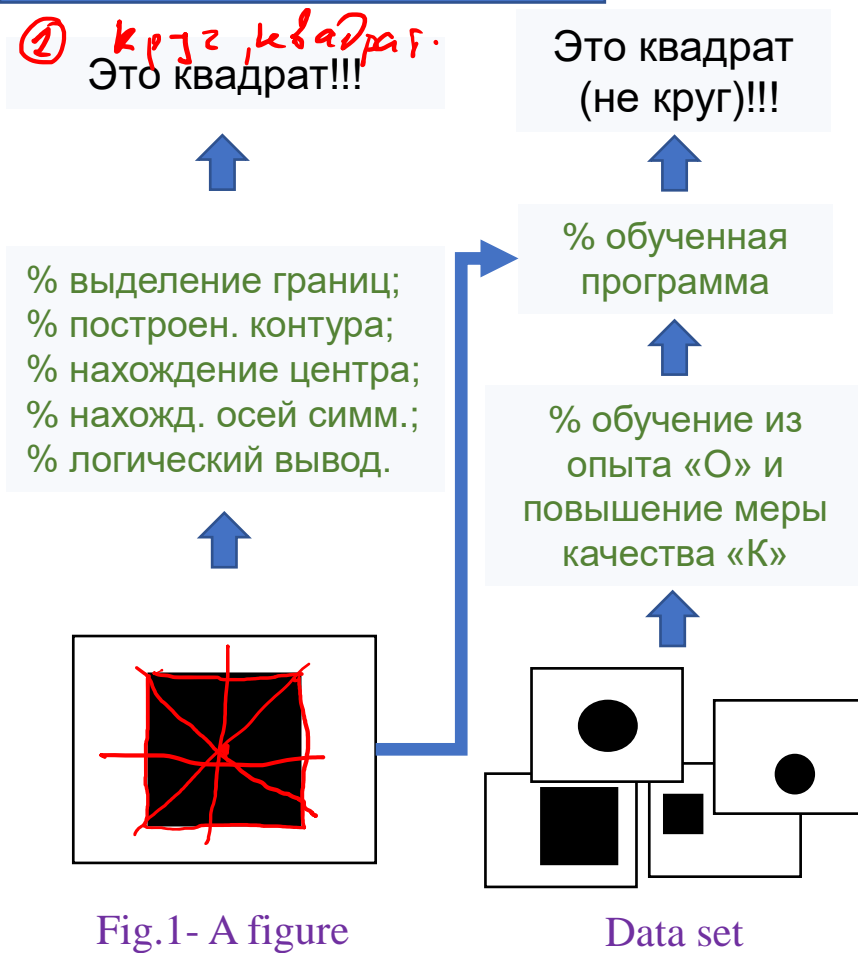 ① круг, квадрат.
Это квадрат!!!
% выделение границ;
% построен. контура;
% нахождение центра;
% нахожд. осей симм.;
% логический вывод.
Fig.1- A figure
Это квадрат
(не круг)!!!
% обученная
программа
% обучение из
опыта «О» и
повышение меры
качества «К»
Data set